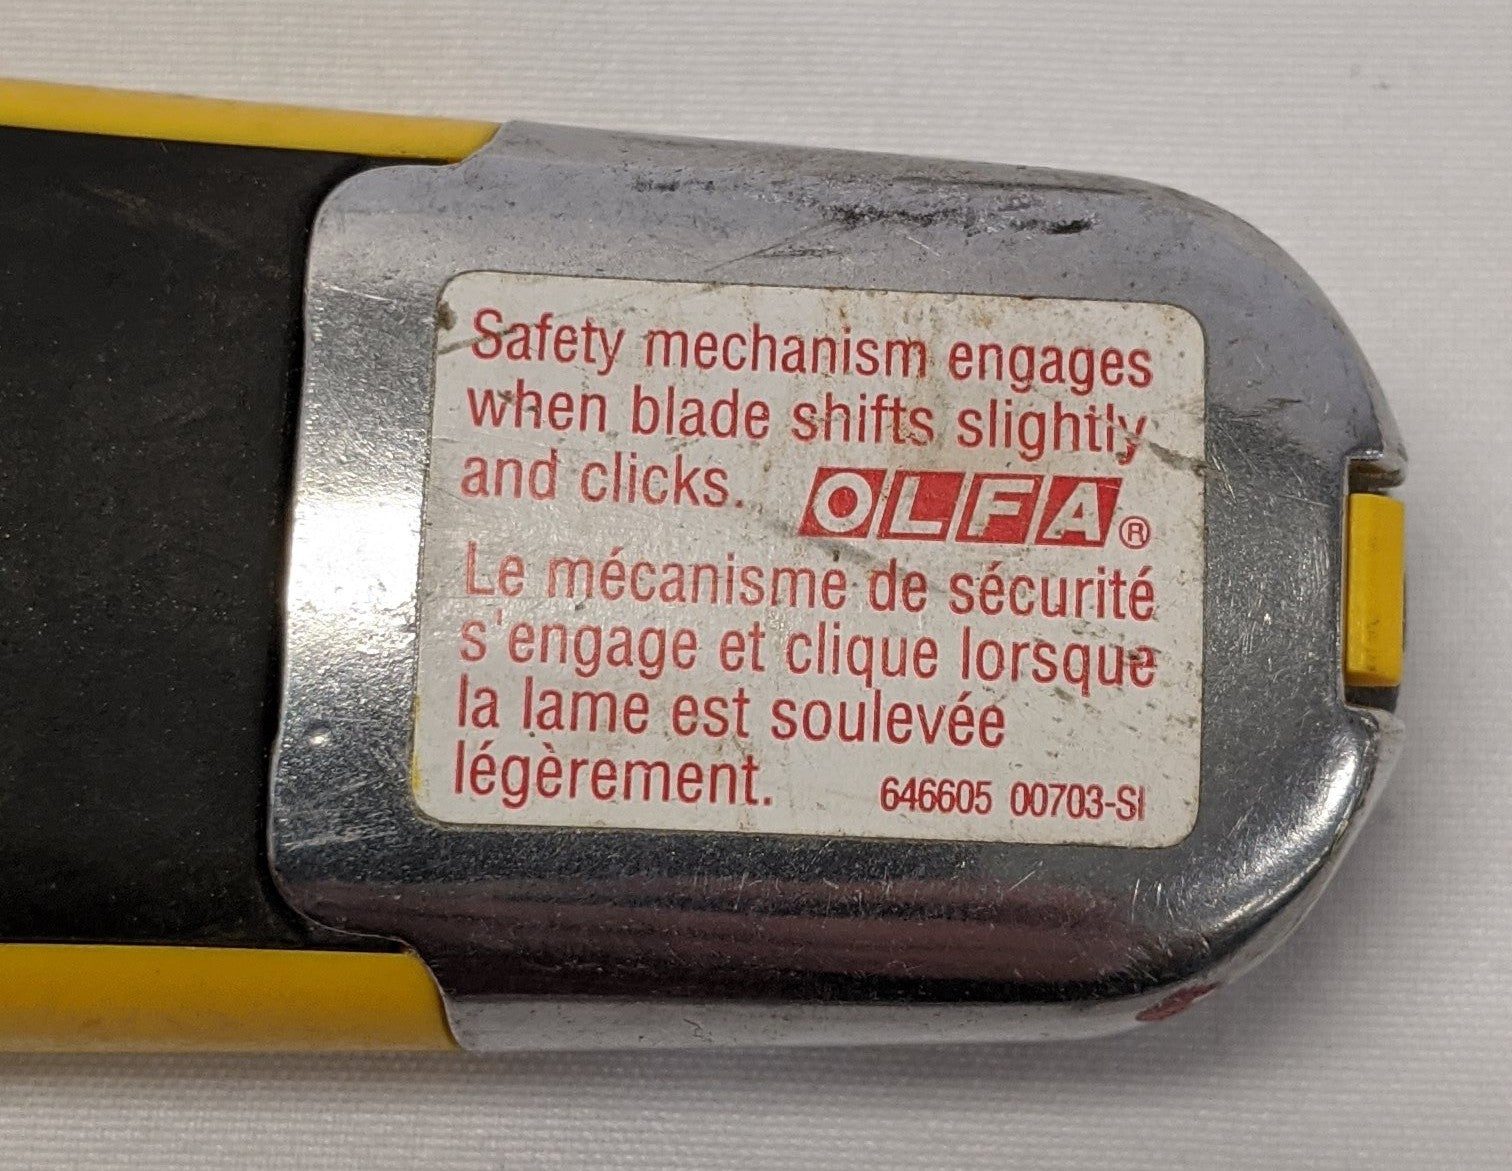 Safety mechanism engages
when blade shifts slightly
and clicks. OLFA®
Le mécanisme de sécurité
s'engage et clique lorsque
la lame est soulevée
légèrement. 646605 00703-SI